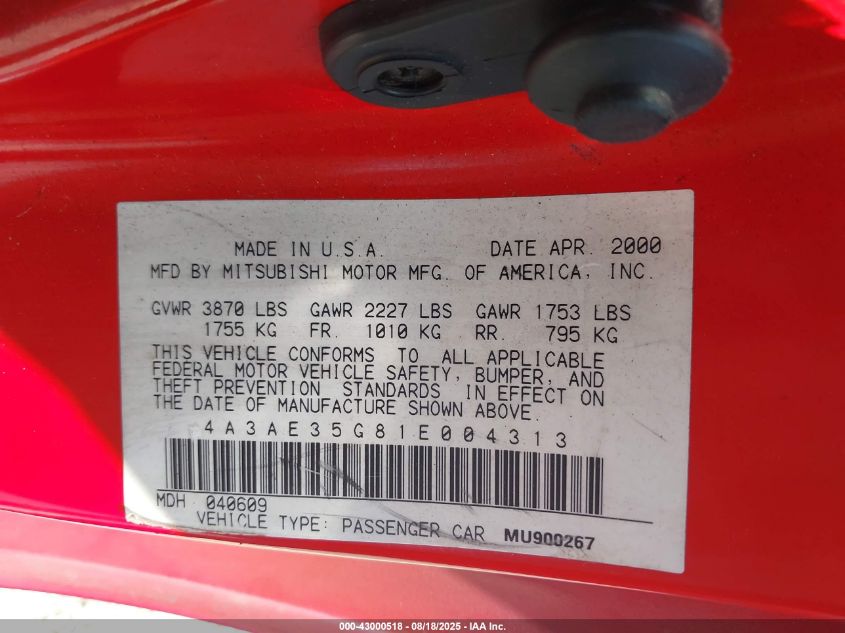 MADE IN U.S.A. DATE APR. 2000
MFD BY MITSUBISHI MOTOR MFG. OF AMERICA, INC.
GVWR 3870 LBS GAWR 2227 LBS GAWR 1753 LBS
1755 KG FR. 1010 KG RR. 795 KG
THIS VEHICLE CONFORMS TO ALL APPLICABLE
FEDERAL MOTOR VEHICLE SAFETY, BUMPER, AND
THEFT PREVENTION STANDARDS IN EFFECT ON
THE DATE OF MANUFACTURE SHOWN ABOVE.
4A3AE35G81E004313
MDH 040609
VEHICLE TYPE: PASSENGER CAR MU900267
000-43000518 - 08/18/2025 - IAA Inc.